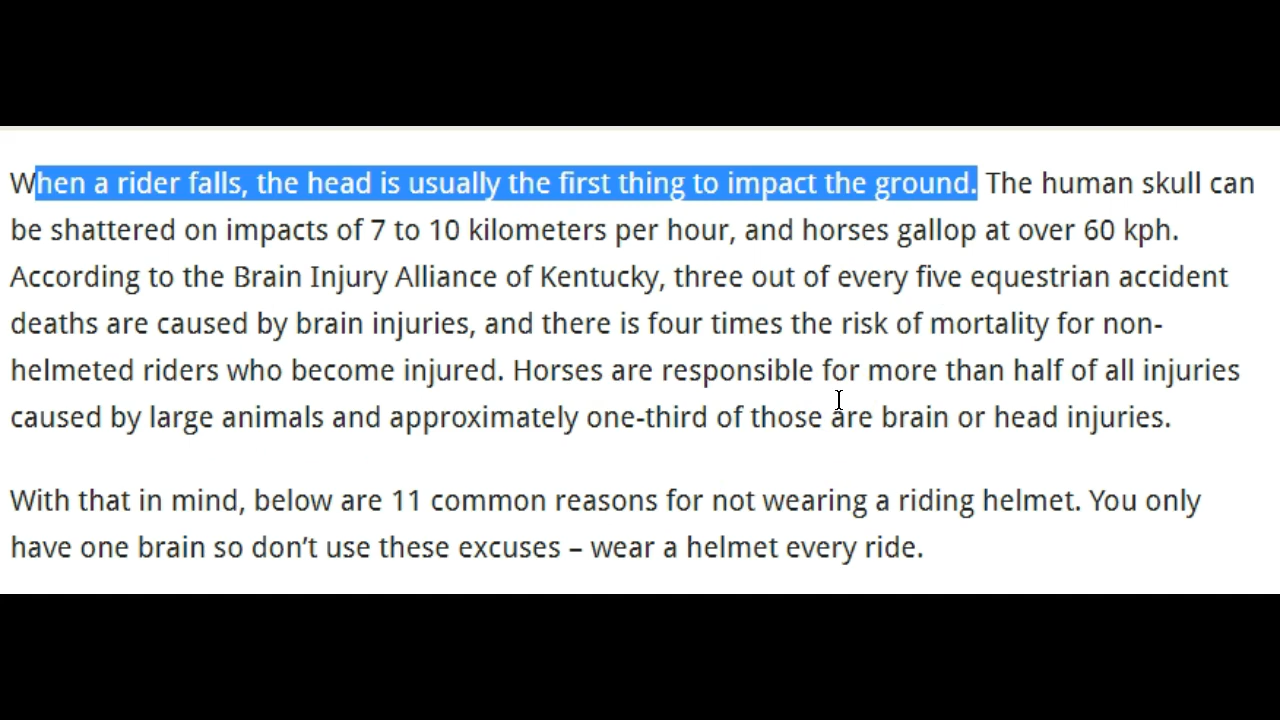 When a rider falls, the head is usually the first thing to impact the ground. The human skull can
be shattered on impacts of 7 to 10 kilometers per hour, and horses gallop at over 60 kph.
According to the Brain Injury Alliance of Kentucky, three out of every five equestrian accident
deaths are caused by brain injuries, and there is four times the risk of mortality for non-
helmeted riders who become injured. Horses are responsible for more than half of all injuries
caused by large animals and approximately one-third of those are brain or head injuries.
With that in mind, below are 11 common reasons for not wearing a riding helmet. You only
have one brain so don’t use these excuses – wear a helmet every ride.